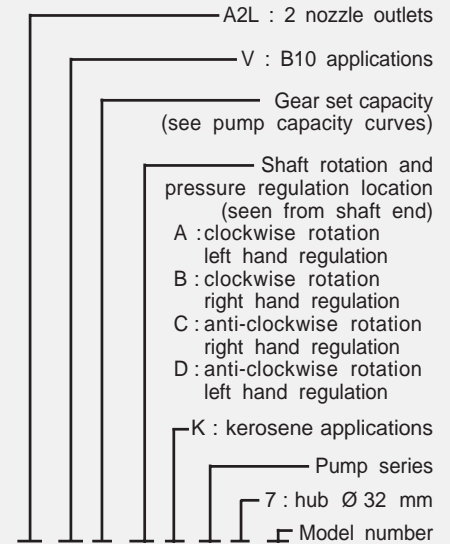 A2L : 2 nozzle outlets
V : B10 applications
Gear set capacity
(see pump capacity curves)
Shaft rotation and
pressure regulation location
(seen from shaft end)
A : clockwise rotation
left hand regulation
B : clockwise rotation
right hand regulation
C : anti-clockwise rotation
right hand regulation
D : anti-clockwise rotation
left hand regulation
K : kerosene applications
Pump series
7 : hub Ø 32 mm
Model number